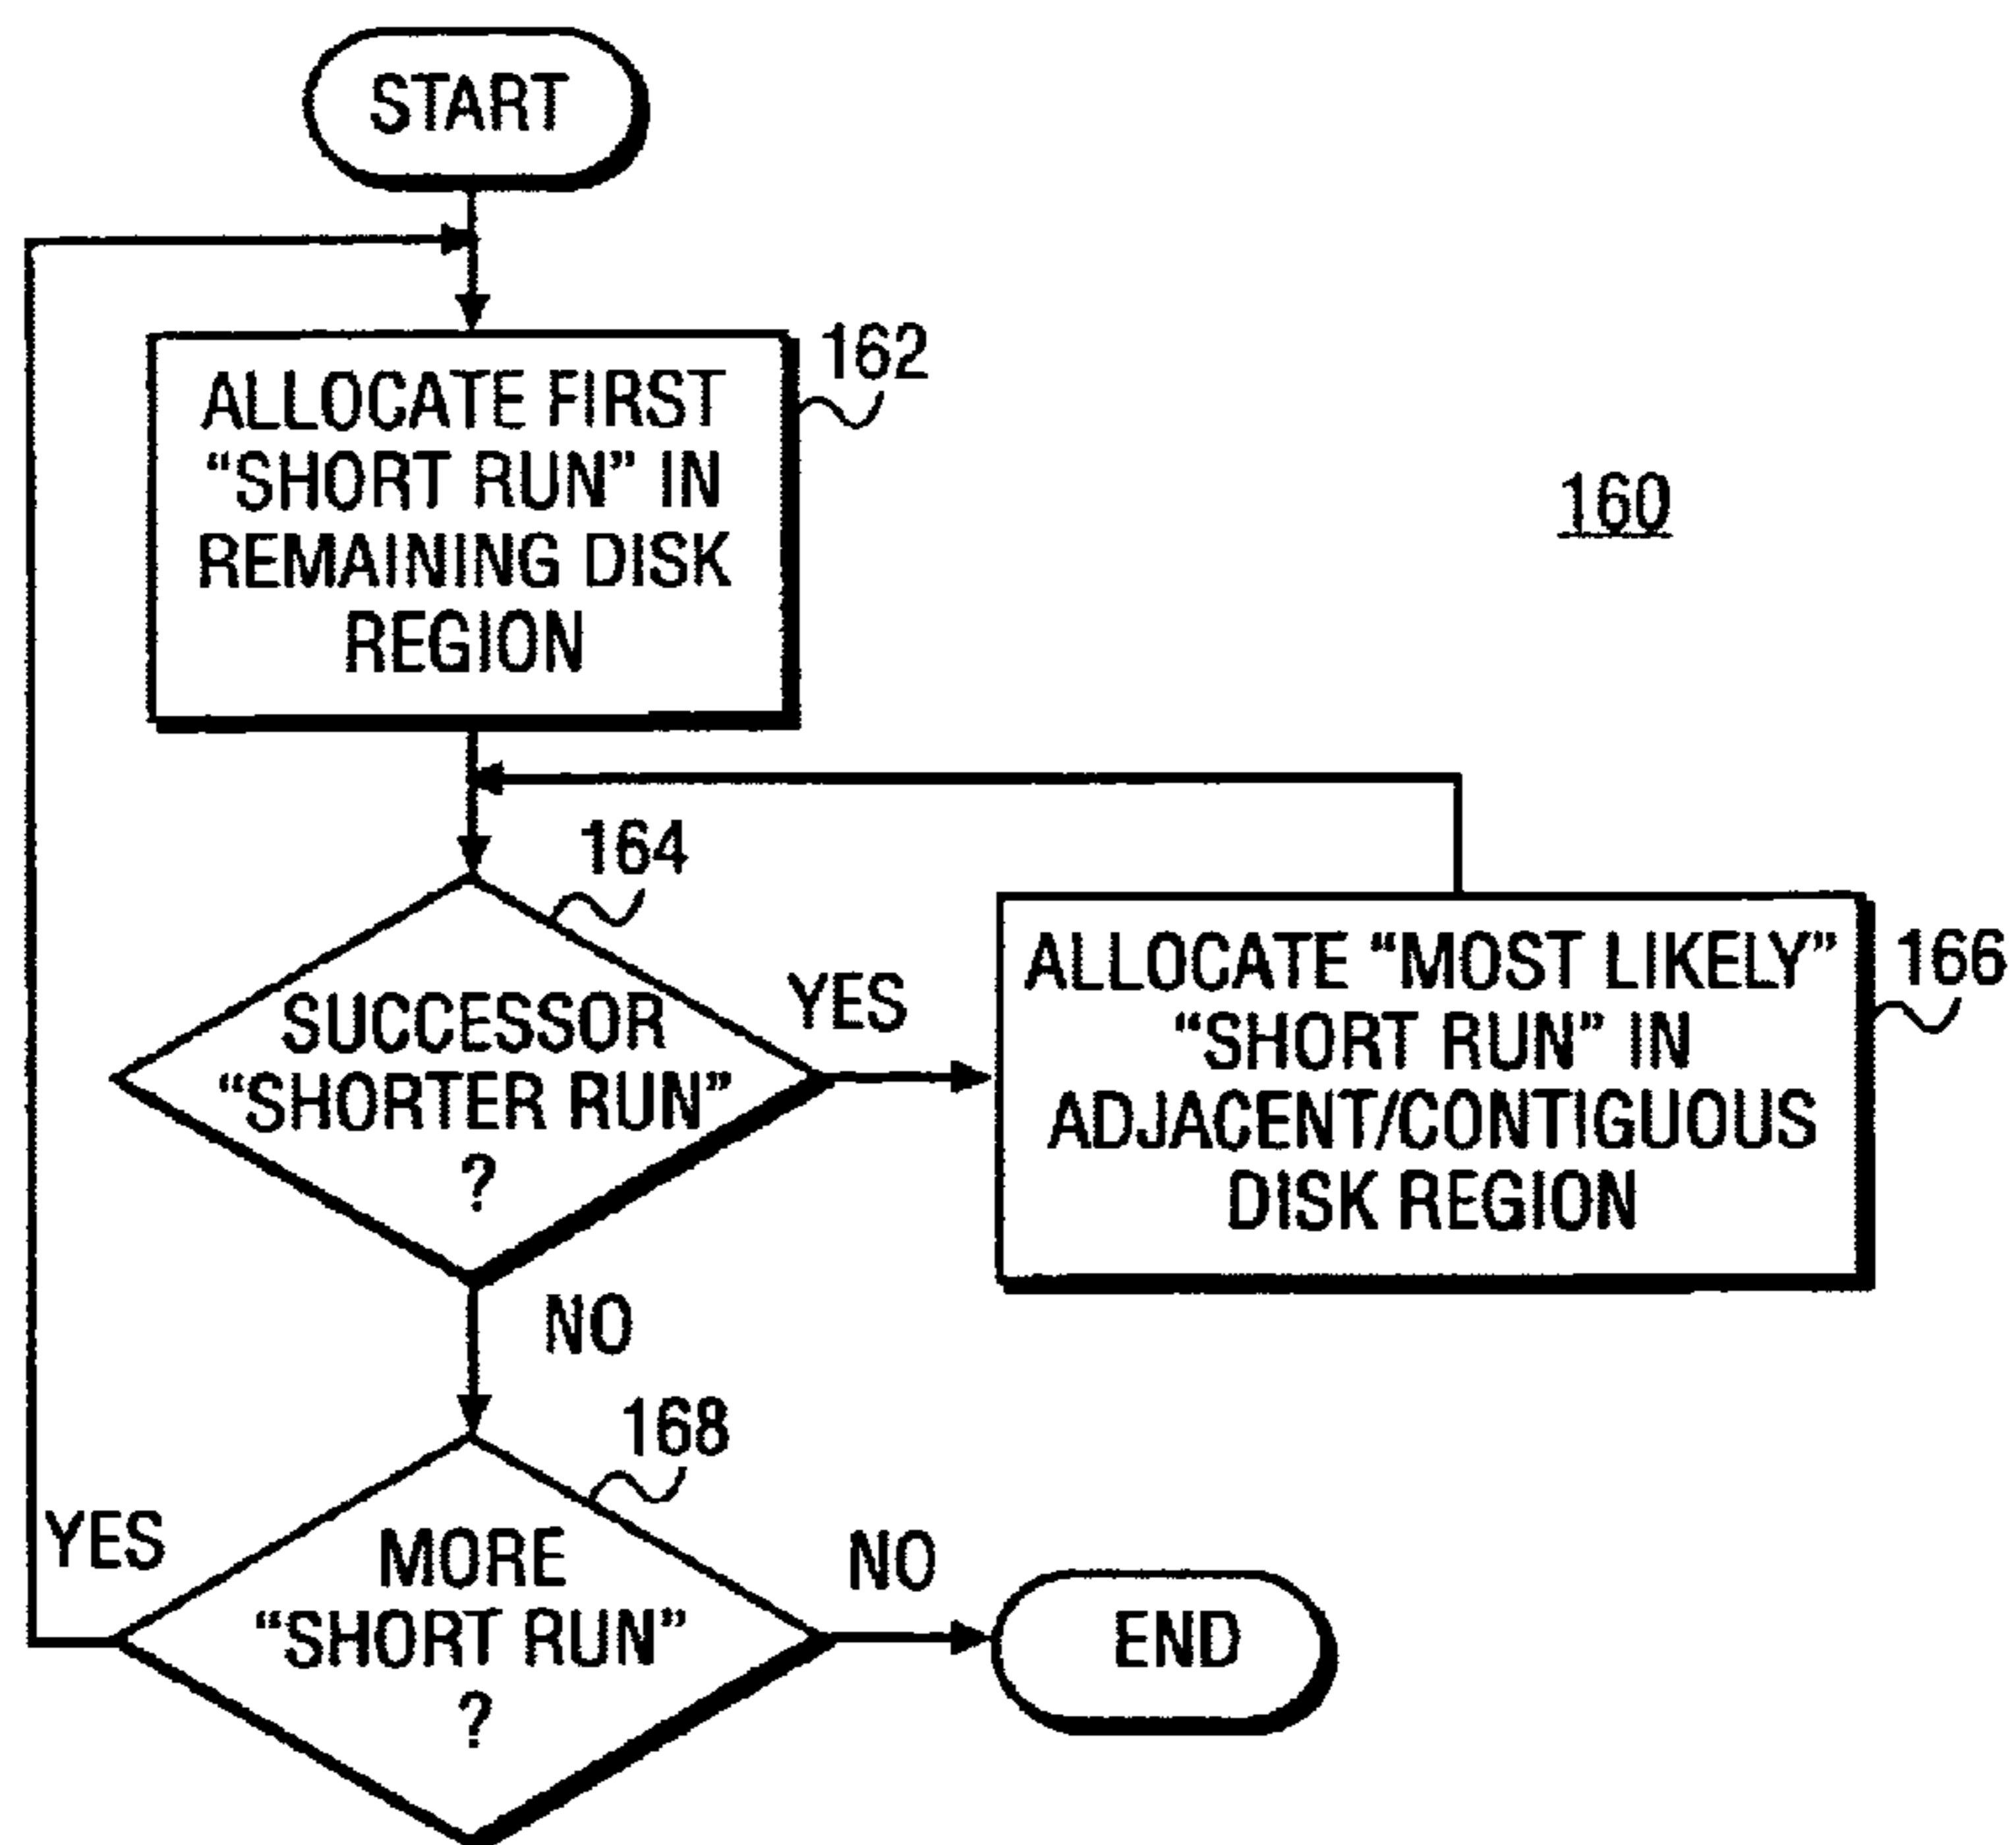 START
162
ALLOCATE FIRST
“SHORT RUN” IN
REMAINING DISK
REGION
160
164
SUCCESSOR
“SHORTER RUN”
?
YES
166
ALLOCATE “MOST LIKELY”
“SHORT RUN” IN
ADJACENT/CONTIGUOUS
DISK REGION
NO
168
YES
MORE
“SHORT RUN”
?
NO
END